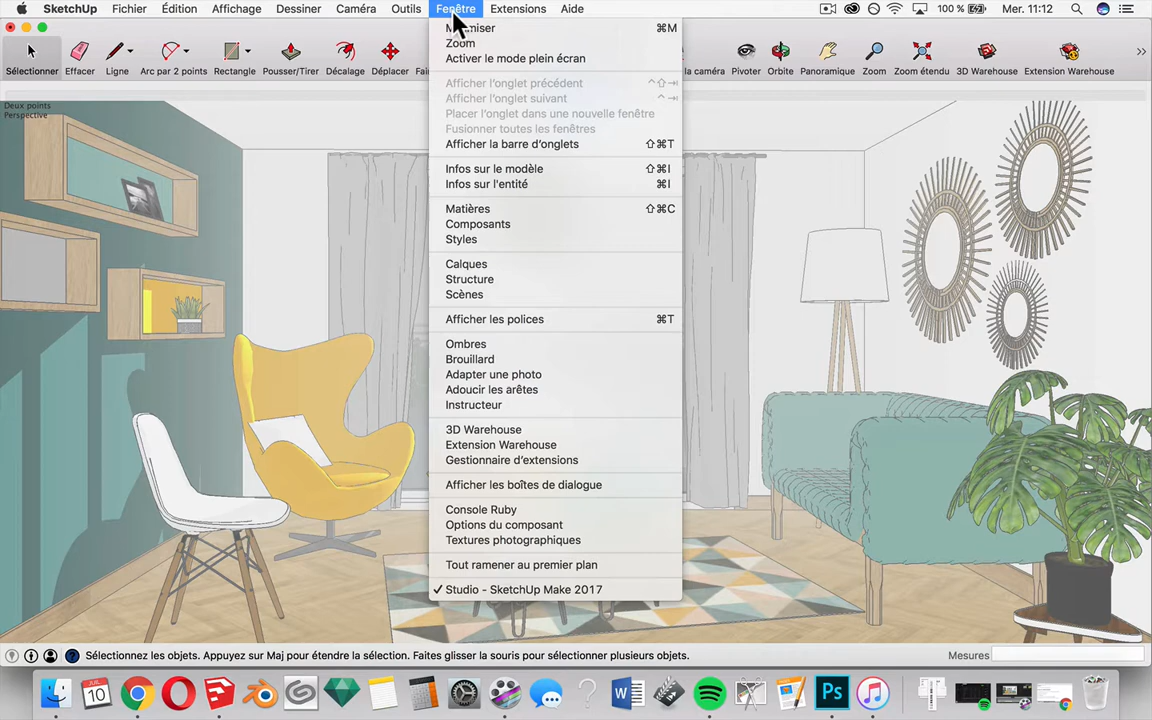 SketchUp Fichier Édition Affichage Dessiner Caméra Outils Fenêtre Extensions Aide 100 % Mer. 11:12
Sélectionner Effacer Ligne Arc par 2 points Rectangle Pousser/Tirer Décalage Déplacer la caméra Pivoter Orbite Panoramique Zoom Zoom étendu 3D Warehouse Extension Warehouse
Deux points
Perspective
⌘M
Zoom
Activer le mode plein écran
Afficher l'onglet précédent ^⇧⇥
Afficher l'onglet suivant ^⇥
Placer l'onglet dans une nouvelle fenêtre
Fusionner toutes les fenêtres
Afficher la barre d'onglets ⇧⌘T
Infos sur le modèle ⇧⌘I
Infos sur l'entité ⌘I
Matières ⇧⌘C
Composants
Styles
Calques
Structure
Scènes
Afficher les polices ⌘T
Ombres
Brouillard
Adapter une photo
Adoucir les arêtes
Instructeur
3D Warehouse
Extension Warehouse
Gestionnaire d'extensions
Afficher les boîtes de dialogue
Console Ruby
Options du composant
Textures photographiques
Tout ramener au premier plan
✓ Studio - SketchUp Make 2017
Sélectionnez les objets. Appuyez sur Maj pour étendre la sélection. Faites glisser la souris pour sélectionner plusieurs objets. Mesures
JUIL.
10
Ps